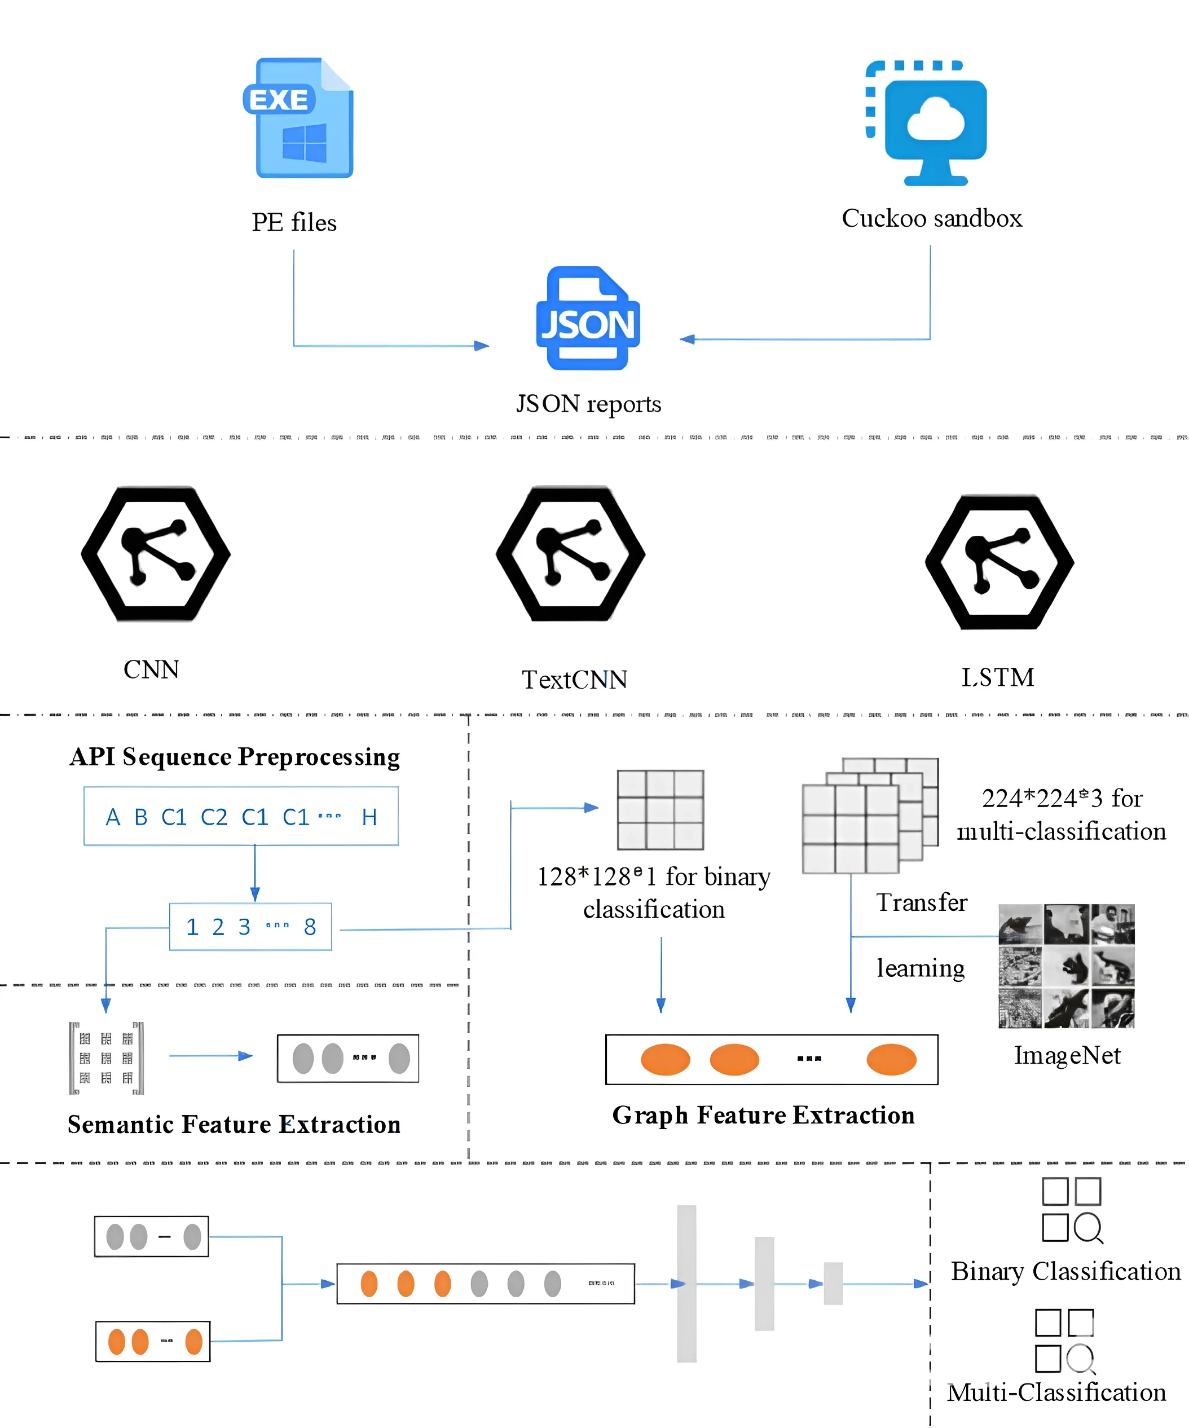 EXE
PE files
Cuckoo sandbox
JSON
JSON reports
CNN
TextCNN
LSTM
API Sequence Preprocessing
A B C1 C2 C1 C1 ··· H
1 2 3 ··· 8
128*128*1 for binary
classification
224*224*3 for
multi-classification
Transfer
learning
ImageNet
Semantic Feature Extraction
Graph Feature Extraction
Binary Classification
Multi-Classification